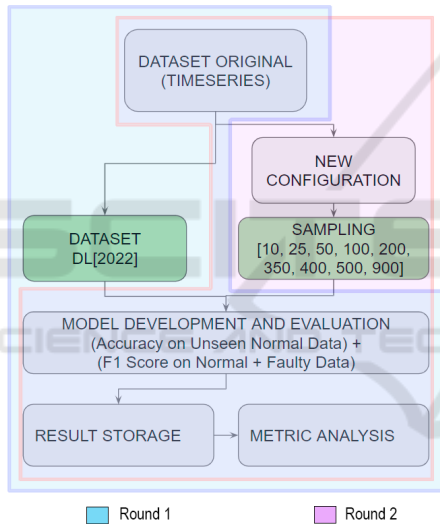 DATASET ORIGINAL
(TIMESERIES)
NEW
CONFIGURATION
DATASET
DL[2022]
SAMPLING
[10, 25, 50, 100, 200,
350, 400, 500, 900]
MODEL DEVELOPMENT AND EVALUATION
(Accuracy on Unseen Normal Data) +
(F1 Score on Normal + Faulty Data)
RESULT STORAGE
METRIC ANALYSIS
Round 1
Round 2